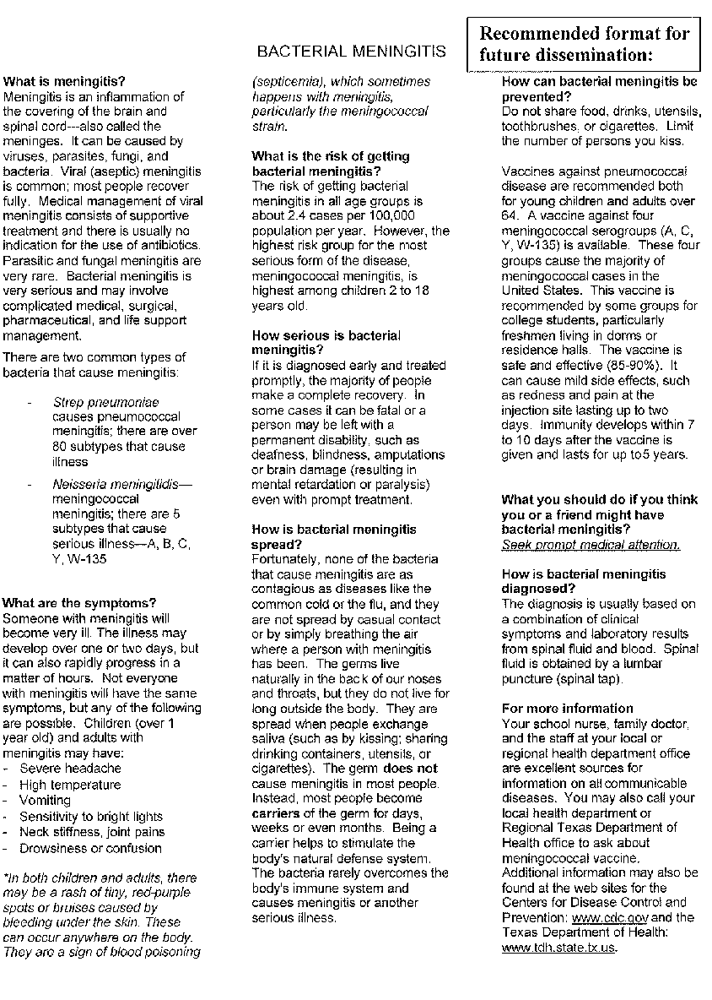 BACTERIAL MENINGITIS
Recommended format for
future dissemination:
What is meningitis?
Meningitis is an inflammation of
the covering of the brain and
spinal cord---also called the
meninges. It can be caused by
viruses, parasites, fungi, and
bacteria. Viral (aseptic) meningitis
is common; most people recover
fully. Medical management of viral
meningitis consists of supportive
treatment and there is usually no
indication for the use of antibiotics.
Parasitic and fungal meningitis are
very rare. Bacterial meningitis is
very serious and may involve
complicated medical, surgical,
pharmaceutical, and life support
management.
There are two common types of
bacteria that cause meningitis:
- Strep pneumoniae
causes pneumococcal
meningitis; there are over
80 subtypes that cause
illness
- Neisseria meningitidis—
meningococcal
meningitis; there are 5
subtypes that cause
serious illness—A, B, C,
Y, W-135
What are the symptoms?
Someone with meningitis will
become very ill. The illness may
develop over one or two days, but
it can also rapidly progress in a
matter of hours. Not everyone
with meningitis will have the same
symptoms, but any of the following
are possible. Children (over 1
year old) and adults with
meningitis may have:
- Severe headache
- High temperature
- Vomiting
- Sensitivity to bright lights
- Neck stiffness, joint pains
- Drowsiness or confusion
*In both children and adults, there
may be a rash of tiny, red-purple
spots or bruises caused by
bleeding under the skin. These
can occur anywhere on the body.
They are a sign of blood poisoning
(septicemia), which sometimes
happens with meningitis,
particularly the meningococcal
strain.
What is the risk of getting
bacterial meningitis?
The risk of getting bacterial
meningitis in all age groups is
about 2.4 cases per 100,000
population per year. However, the
highest risk group for the most
serious form of the disease,
meningococcal meningitis, is
highest among children 2 to 18
years old.
How serious is bacterial
meningitis?
If it is diagnosed early and treated
promptly, the majority of people
make a complete recovery. In
some cases it can be fatal or a
person may be left with a
permanent disability, such as
deafness, blindness, amputations
or brain damage (resulting in
mental retardation or paralysis)
even with prompt treatment.
How is bacterial meningitis
spread?
Fortunately, none of the bacteria
that cause meningitis are as
contagious as diseases like the
common cold or the flu, and they
are not spread by casual contact
or by simply breathing the air
where a person with meningitis
has been. The germs live
naturally in the back of our noses
and throats, but they do not live for
long outside the body. They are
spread when people exchange
saliva (such as by kissing; sharing
drinking containers, utensils, or
cigarettes). The germ does not
cause meningitis in most people.
Instead, most people become
carriers of the germ for days,
weeks or even months. Being a
carrier helps to stimulate the
body's natural defense system.
The bacteria rarely overcomes the
body's immune system and
causes meningitis or another
serious illness.
How can bacterial meningitis be
prevented?
Do not share food, drinks, utensils,
toothbrushes, or cigarettes. Limit
the number of persons you kiss.
Vaccines against pneumococcal
disease are recommended both
for young children and adults over
64. A vaccine against four
meningococcal serogroups (A, C,
Y, W-135) is available. These four
groups cause the majority of
meningococcal cases in the
United States. This vaccine is
recommended by some groups for
college students, particularly
freshmen living in dorms or
residence halls. The vaccine is
safe and effective (85-90%). It
can cause mild side effects, such
as redness and pain at the
injection site lasting up to two
days. Immunity develops within 7
to 10 days after the vaccine is
given and lasts for up to 5 years.
What you should do if you think
you or a friend might have
bacterial meningitis?
Seek prompt medical attention.
How is bacterial meningitis
diagnosed?
The diagnosis is usually based on
a combination of clinical
symptoms and laboratory results
from spinal fluid and blood. Spinal
fluid is obtained by a lumbar
puncture (spinal tap).
For more information
Your school nurse, family doctor,
and the staff at your local or
regional health department office
are excellent sources for
information on all communicable
diseases. You may also call your
local health department or
Regional Texas Department of
Health office to ask about
meningococcal vaccine.
Additional information may also be
found at the web sites for the
Centers for Disease Control and
Prevention: www.cdc.gov and the
Texas Department of Health:
www.tdh.state.tx.us.